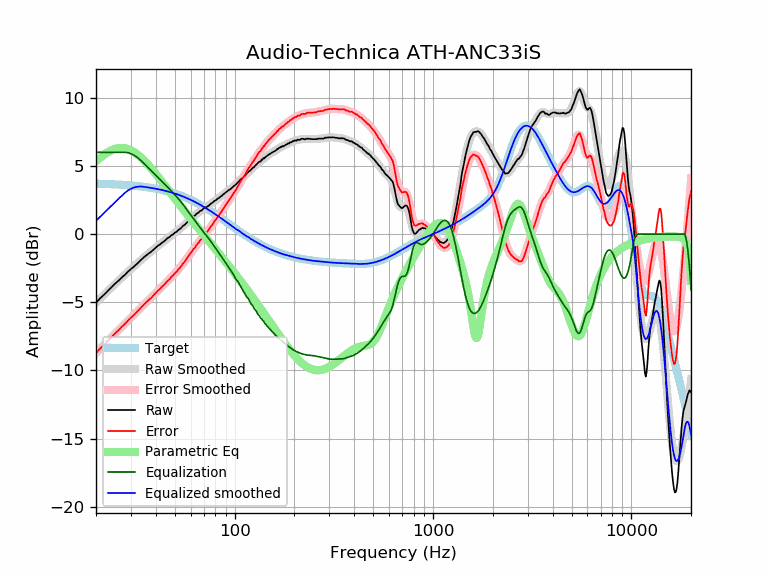 Audio-Technica ATH-ANC33iS
Amplitude (dBr)
10
5
0
−5
−10
−15
−20
Target
Raw Smoothed
Error Smoothed
Raw
Error
Parametric Eq
Equalization
Equalized smoothed
100
1000
10000
Frequency (Hz)